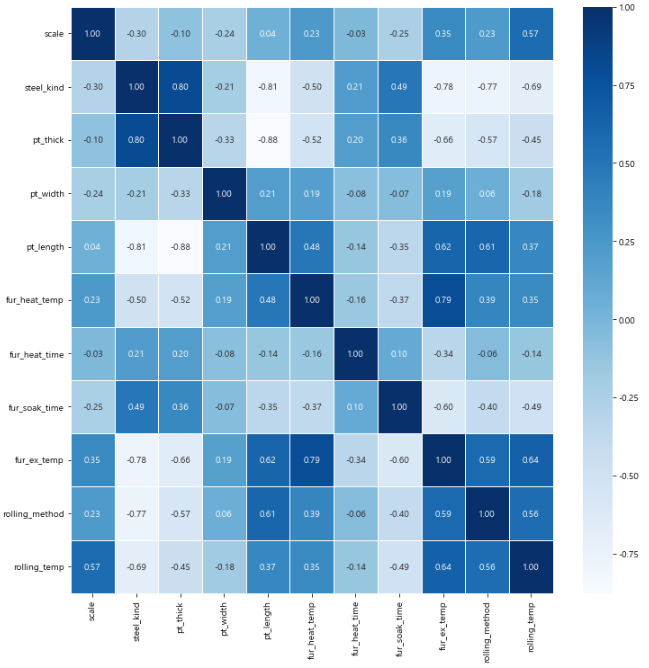 scale 1.00 -0.30 -0.10 -0.24 0.04 0.23 -0.03 -0.25 0.35 0.23 0.57
steel_kind -0.30 1.00 0.80 -0.21 -0.81 -0.50 0.21 0.49 -0.78 -0.77 -0.69
pt_thick -0.10 0.80 1.00 -0.33 -0.88 -0.52 0.20 0.36 -0.66 -0.57 -0.45
pt_width -0.24 -0.21 -0.33 1.00 0.21 0.19 -0.08 -0.07 0.19 0.06 -0.18
pt_length 0.04 -0.81 -0.88 0.21 1.00 0.48 -0.14 -0.35 0.62 0.61 0.37
fur_heat_temp 0.23 -0.50 -0.52 0.19 0.48 1.00 -0.16 -0.37 0.79 0.39 0.35
fur_heat_time -0.03 0.21 0.20 -0.08 -0.14 -0.16 1.00 0.10 -0.34 -0.06 -0.14
fur_soak_time -0.25 0.49 0.36 -0.07 -0.35 -0.37 0.10 1.00 -0.60 -0.40 -0.49
fur_ex_temp 0.35 -0.78 -0.66 0.19 0.62 0.79 -0.34 -0.60 1.00 0.59 0.64
rolling_method 0.23 -0.77 -0.57 0.06 0.61 0.39 -0.06 -0.40 0.59 1.00 0.56
rolling_temp 0.57 -0.69 -0.45 -0.18 0.37 0.35 -0.14 -0.49 0.64 0.56 1.00
scale
steel_kind
pt_thick
pt_width
pt_length
fur_heat_temp
fur_heat_time
fur_soak_time
fur_ex_temp
rolling_method
rolling_temp
1.00
0.75
0.50
0.25
0.00
-0.25
-0.50
-0.75